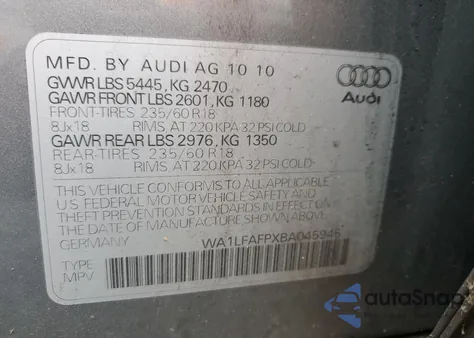 MFD. BY AUDI AG 10 10
GVWR LBS 5445, KG 2470
GAWR FRONT LBS 2601, KG 1180
FRONT-TIRES 235/60 R18
8Jx18 RIMS AT 220 KPA 32 PSI COLD
GAWR REAR LBS 2976, KG 1350
REAR-TIRES 235/60 R18
8Jx18 RIMS AT 220 KPA 32 PSI COLD
Audi
THIS VEHICLE CONFORMS TO ALL APPLICABLE
U.S. FEDERAL MOTOR VEHICLE SAFETY AND
THEFT PREVENTION STANDARDS IN EFFECT ON
THE DATE OF MANUFACTURE SHOWN ABOVE.
WA1LFAFPXBA045946
TYPE
MPV
autoSnap